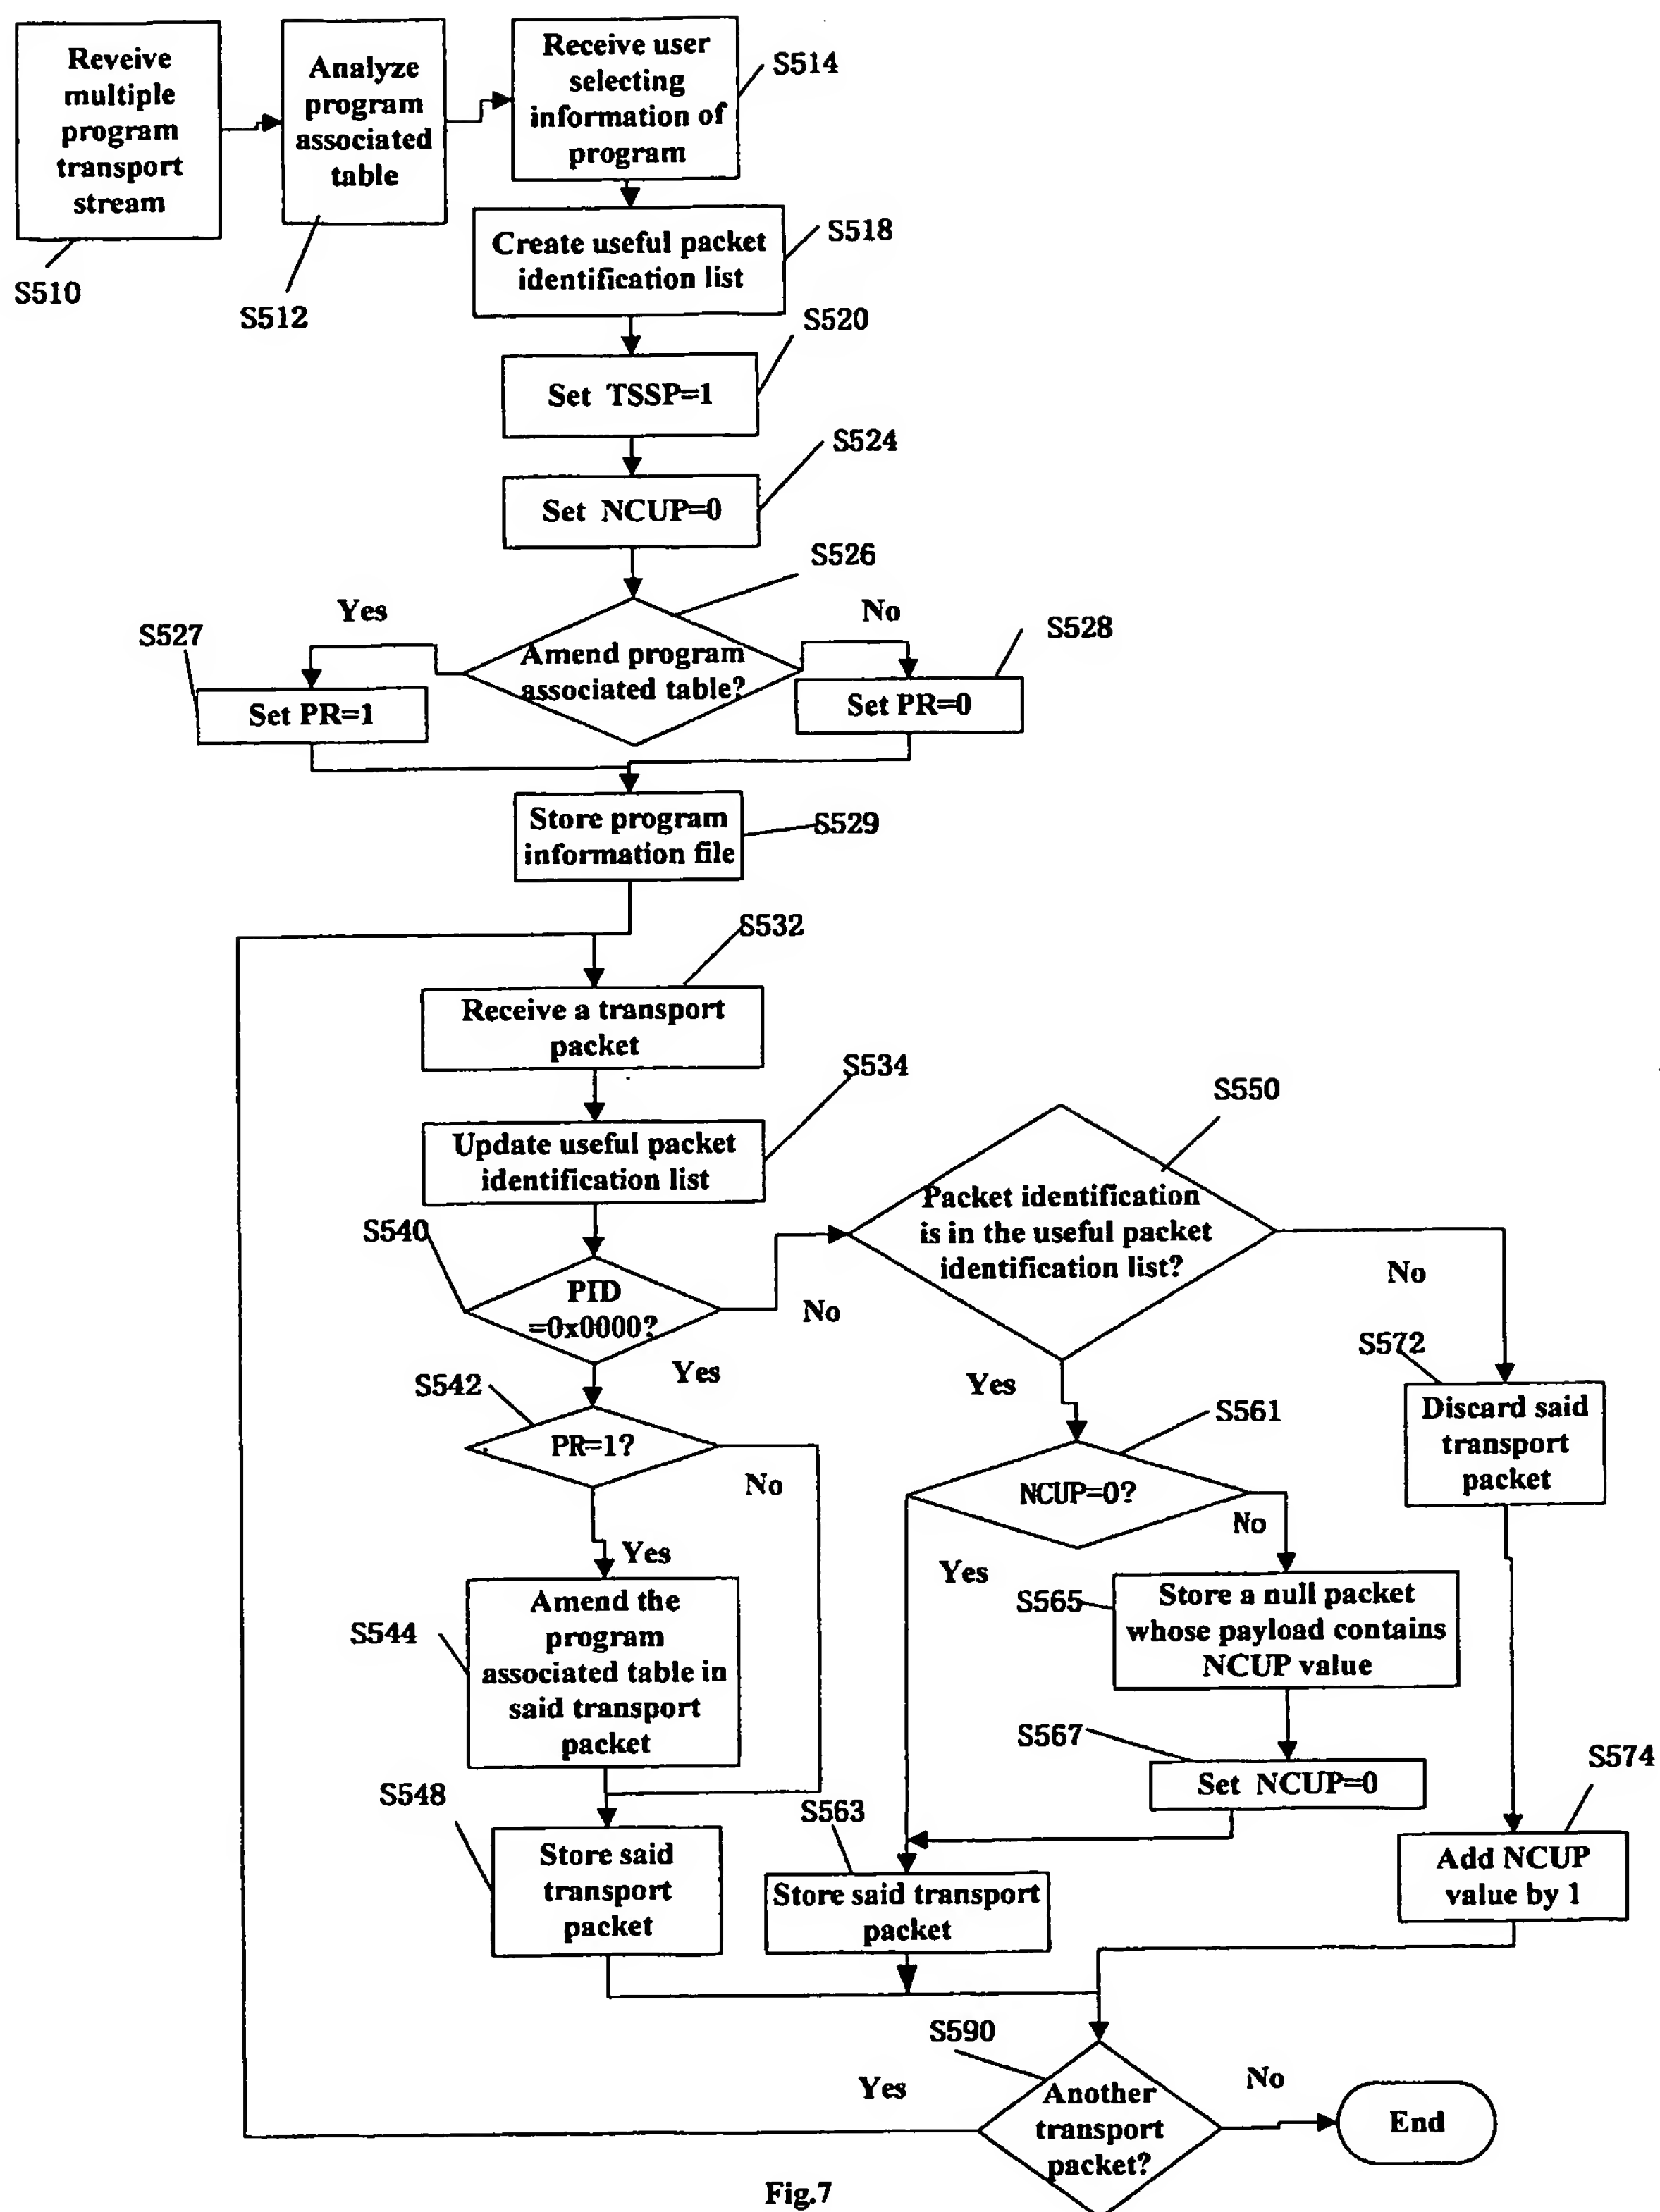 Reveive
multiple
program
transport
stream
S510
Analyze
program
associated
table
S512
Receive user
selecting
information of
program
S514
Create useful packet
identification list
S518
Set TSSP=1
S520
Set NCUP=0
S524
S526
Amend program
associated table?
Yes
No
S527
Set PR=1
S528
Set PR=0
Store program
information file
S529
S532
Receive a transport
packet
S534
Update useful packet
identification list
S540
PID
=0x0000?
No
Yes
S550
Packet identification
is in the useful packet
identification list?
No
Yes
S542
PR=1?
No
Yes
S544
Amend the
program
associated table in
said transport
packet
S548
Store said
transport
packet
S561
NCUP=0?
No
Yes
S565
Store a null packet
whose payload contains
NCUP value
S567
Set NCUP=0
S563
Store said transport
packet
S572
Discard said
transport
packet
S574
Add NCUP
value by 1
S590
Another
transport
packet?
Yes
No
End
Fig.7